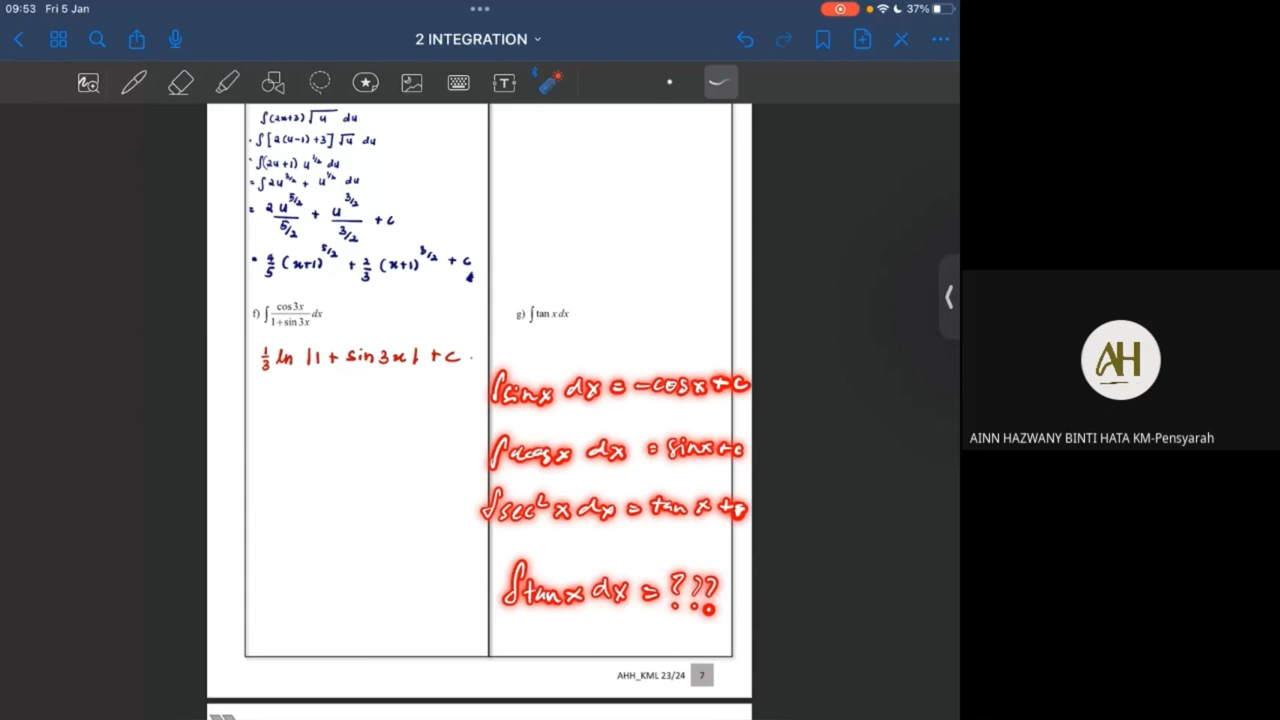 09:53 Fri 5 Jan
37%
2 INTEGRATION
∫(2x+3) √u du
= ∫[2(u-1)+3] √u du
= ∫(2u+1) u^1/2 du
= ∫2u^3/2 + u^1/2 du
= 2u^5/2 / 5/2 + u^3/2 / 3/2 + c
= 4/5 (x+1)^5/2 + 2/3 (x+1)^3/2 + c
f) ∫ cos 3x / 1+sin 3x dx
1/3 ln |1 + sin 3x| + c
g) ∫ tan x dx
∫sin x dx = -cos x + c
∫cos x dx = sin x + c
∫sec² x dx = tan x + c
∫tan x dx = ???
AHH_KML 23/24 7
AH
AINN HAZWANY BINTI HATA KM-Pensyarah